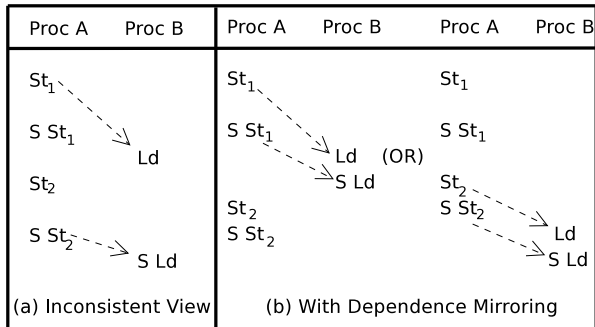 Proc A Proc B Proc A Proc B Proc A Proc B
St1 St1 St1
S St1 S St1 S St1
Ld Ld (OR)
St2 S Ld St2
St2 S St2
S St2 S St2 Ld
S Ld S Ld
(a) Inconsistent View (b) With Dependence Mirroring